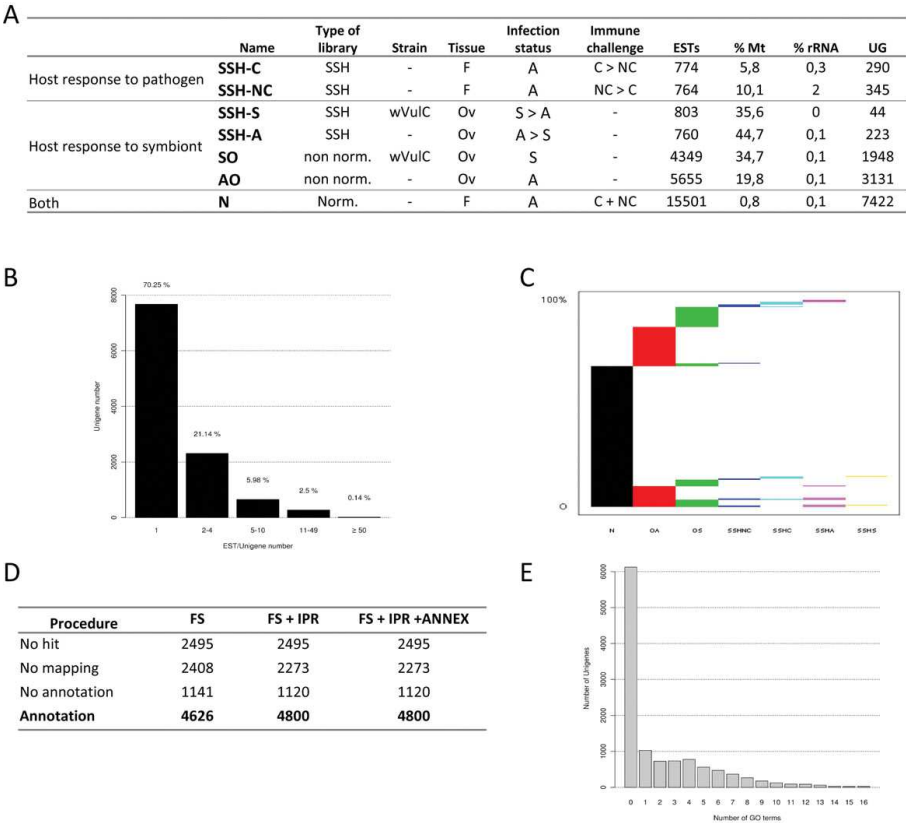 A
Name Type of library Strain Tissue Infection status Immune challenge ESTs % Mt % rRNA UG
Host response to pathogen SSH-C SSH - F A C > NC 774 5,8 0,3 290
SSH-NC SSH - F A NC > C 764 10,1 2 345
Host response to symbiont SSH-S SSH wVulC Ov S > A - 803 35,6 0 44
SSH-A SSH - Ov A > S - 760 44,7 0,1 223
SO non norm. wVulC Ov S - 4349 34,7 0,1 1948
AO non norm. - Ov A - 5655 19,8 0,1 3131
Both N Norm. - F A C + NC 15501 0,8 0,1 7422
B
Unigene number
8000
6000
4000
2000
0
70.25 %
21.14 %
5.98 %
2.5 %
0.14 %
1 2-4 5-10 11-49 ≥ 50
EST/Unigene number
C
100%
O
N OA OS SSHNC SSHC SSHA SSHS
D
Procedure FS FS + IPR FS + IPR +ANNEX
No hit 2495 2495 2495
No mapping 2408 2273 2273
No annotation 1141 1120 1120
Annotation 4626 4800 4800
E
Number of Unigenes
6000
5000
4000
3000
2000
1000
0
0 1 2 3 4 5 6 7 8 9 10 11 12 13 14 15 16
Number of GO terms